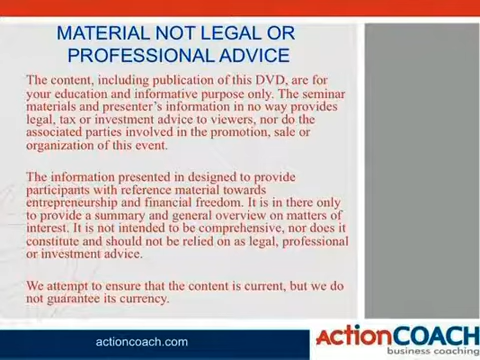 MATERIAL NOT LEGAL OR
PROFESSIONAL ADVICE
The content, including publication of this DVD, are for
your education and informative purpose only. The seminar
materials and presenter's information in no way provides
legal, tax or investment advice to viewers, nor do the
associated parties involved in the promotion, sale or
organization of this event.
The information presented in designed to provide
participants with reference material towards
entrepreneurship and financial freedom. It is in there only
to provide a summary and general overview on matters of
interest. It is not intended to be comprehensive, nor does it
constitute and should not be relied on as legal, professional
or investment advice.
We attempt to ensure that the content is current, but we do
not guarantee its currency.
actioncoach.com
ActionCOACH
business coaching